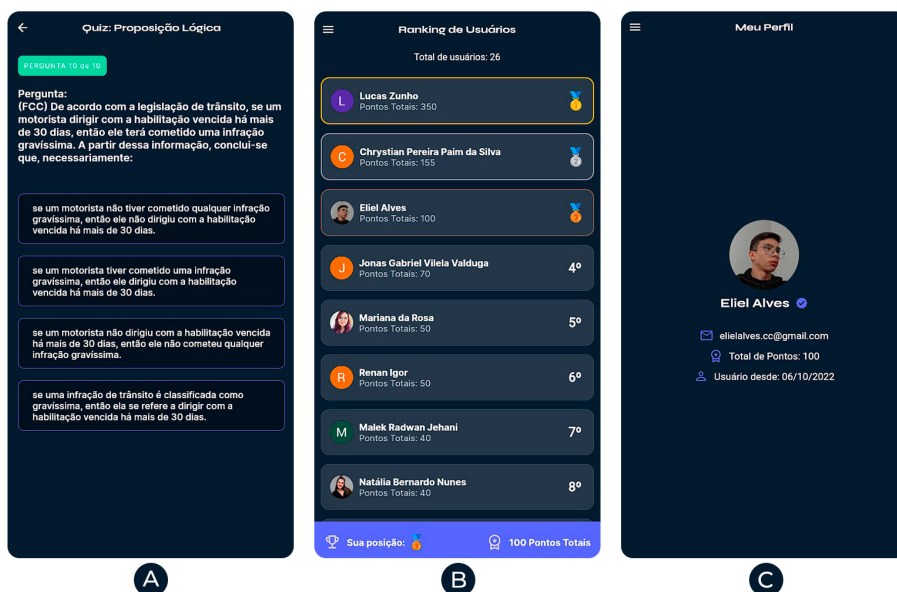 Quiz: Proposição Lógica
PERGUNTA 10 de 10
Pergunta:
(FCC) De acordo com a legislação de trânsito, se um
motorista dirigir com a habilitação vencida há mais
de 30 dias, então ele terá cometido uma infração
gravíssima. A partir dessa informação, conclui-se
que, necessariamente:
se um motorista não tiver cometido qualquer infração
gravíssima, então ele não dirigiu com a habilitação
vencida há mais de 30 dias.
se um motorista tiver cometido uma infração
gravíssima, então ele dirigiu com a habilitação
vencida há mais de 30 dias.
se um motorista não dirigiu com a habilitação vencida
há mais de 30 dias, então ele não cometeu qualquer
infração gravíssima.
se uma infração de trânsito é classificada como
gravíssima, então ela se refere a dirigir com a
habilitação vencida há mais de 30 dias.
A
Ranking de Usuários
Total de usuários: 26
L
Lucas Zunho
Pontos Totais: 350
C
Chrystian Pereira Paim da Silva
Pontos Totais: 155
2
Eliel Alves
Pontos Totais: 100
3
J
Jonas Gabriel Vilela Valduga
Pontos Totais: 70
4º
Mariana da Rosa
Pontos Totais: 50
5º
R
Renan Igor
Pontos Totais: 50
6º
M
Malek Radwan Jehani
Pontos Totais: 40
7º
Natália Bernardo Nunes
Pontos Totais: 40
8º
Sua posição:
100 Pontos Totais
B
Meu Perfil
Eliel Alves
elielalves.cc@gmail.com
Total de Pontos: 100
Usuário desde: 06/10/2022
C